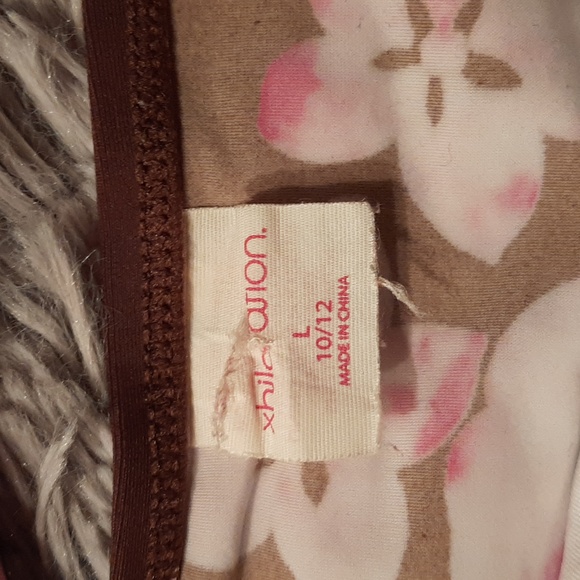 xhilaration.
L
10/12
MADE IN CHINA